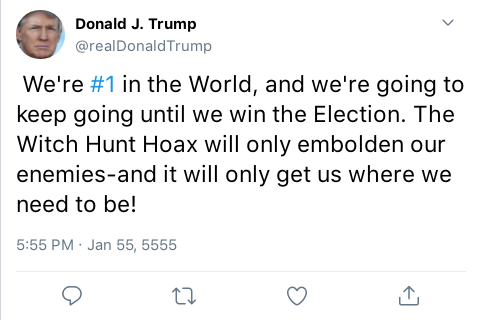 Donald J. Trump
@realDonaldTrump
We're #1 in the World, and we're going to
keep going until we win the Election. The
Witch Hunt Hoax will only embolden our
enemies-and it will only get us where we
need to be!
5:55 PM · Jan 55, 5555